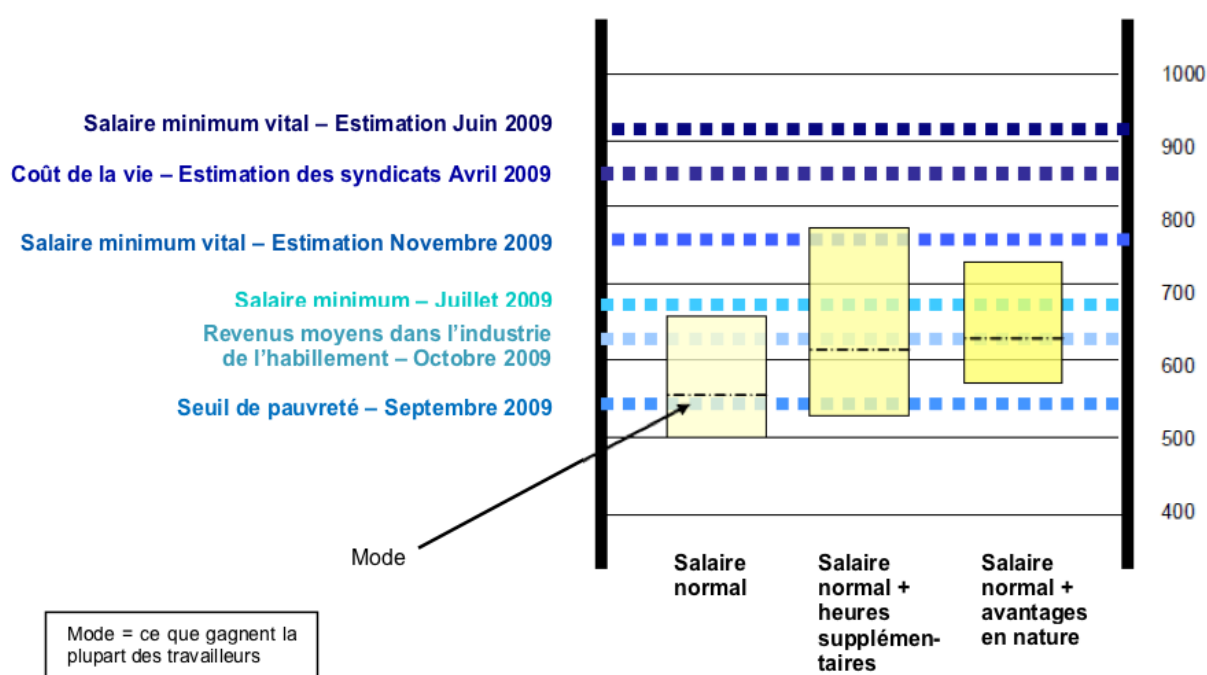 1000
Salaire minimum vital – Estimation Juin 2009
900
Coût de la vie – Estimation des syndicats Avril 2009
800
Salaire minimum vital – Estimation Novembre 2009
700
Salaire minimum – Juillet 2009
Revenus moyens dans l'industrie
de l'habillement – Octobre 2009
600
Seuil de pauvreté – Septembre 2009
500
400
Mode
Salaire
normal
Salaire
normal +
heures
supplémen-
taires
Salaire
normal +
avantages
en nature
Mode = ce que gagnent la
plupart des travailleurs